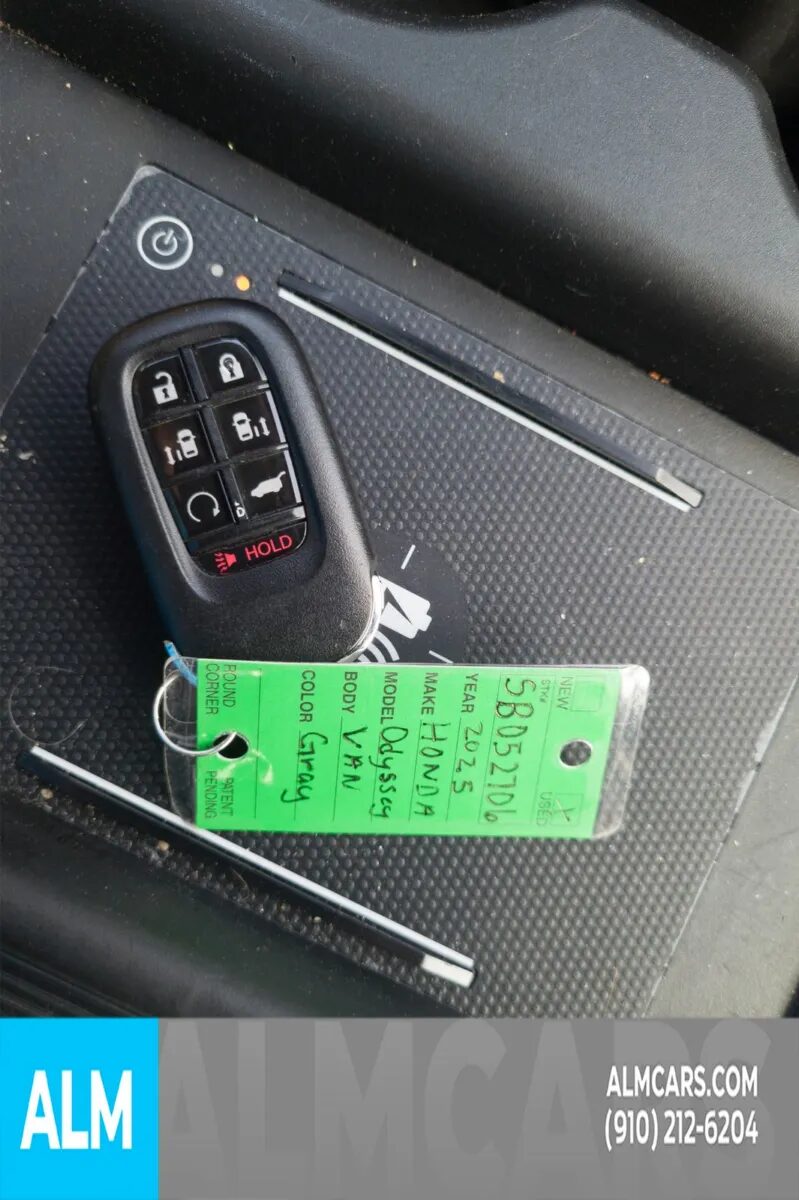 HOLD
NEW
USED X
STK#
SB052706
YEAR 2025
MAKE HONDA
MODEL Odyssey
BODY VAN
COLOR Gray
ROUND CORNER
PATENT PENDING
ALMCARS
ALM
ALMCARS.COM
(910) 212-6204